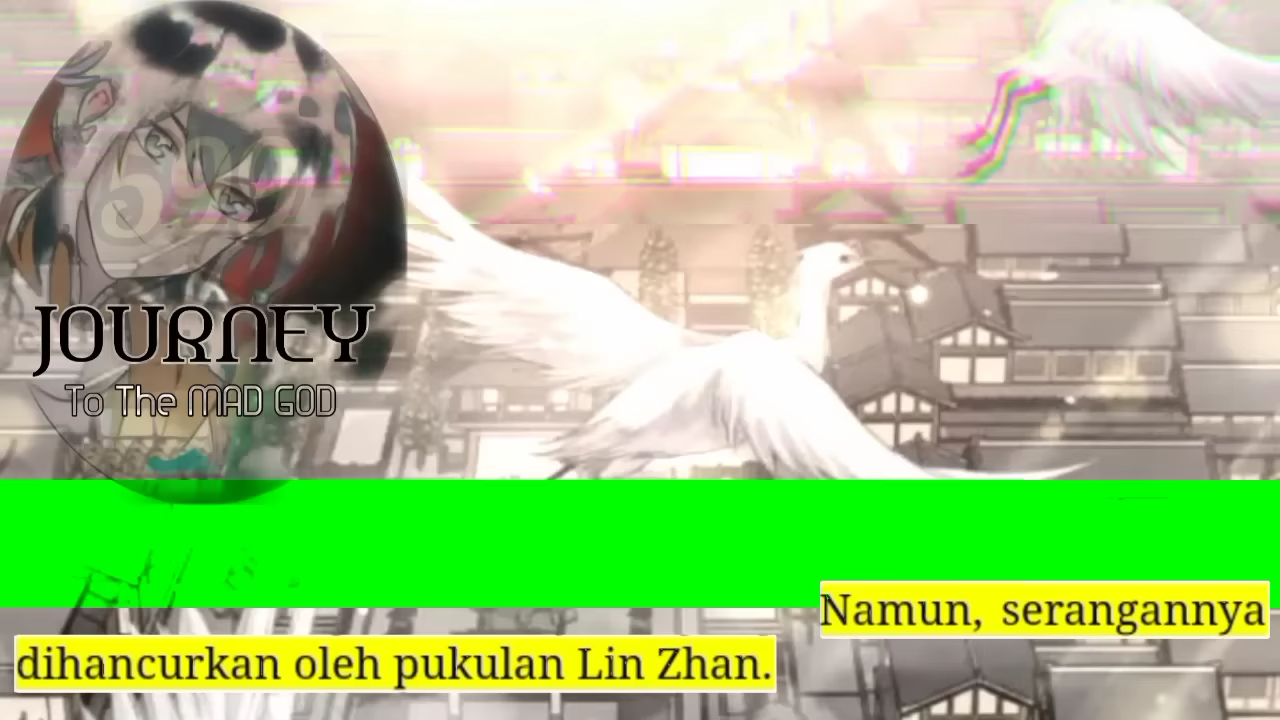 JOURNEY
To The MAD GOD
Namun, serangannya
dihancurkan oleh pukulan Lin Zhan.